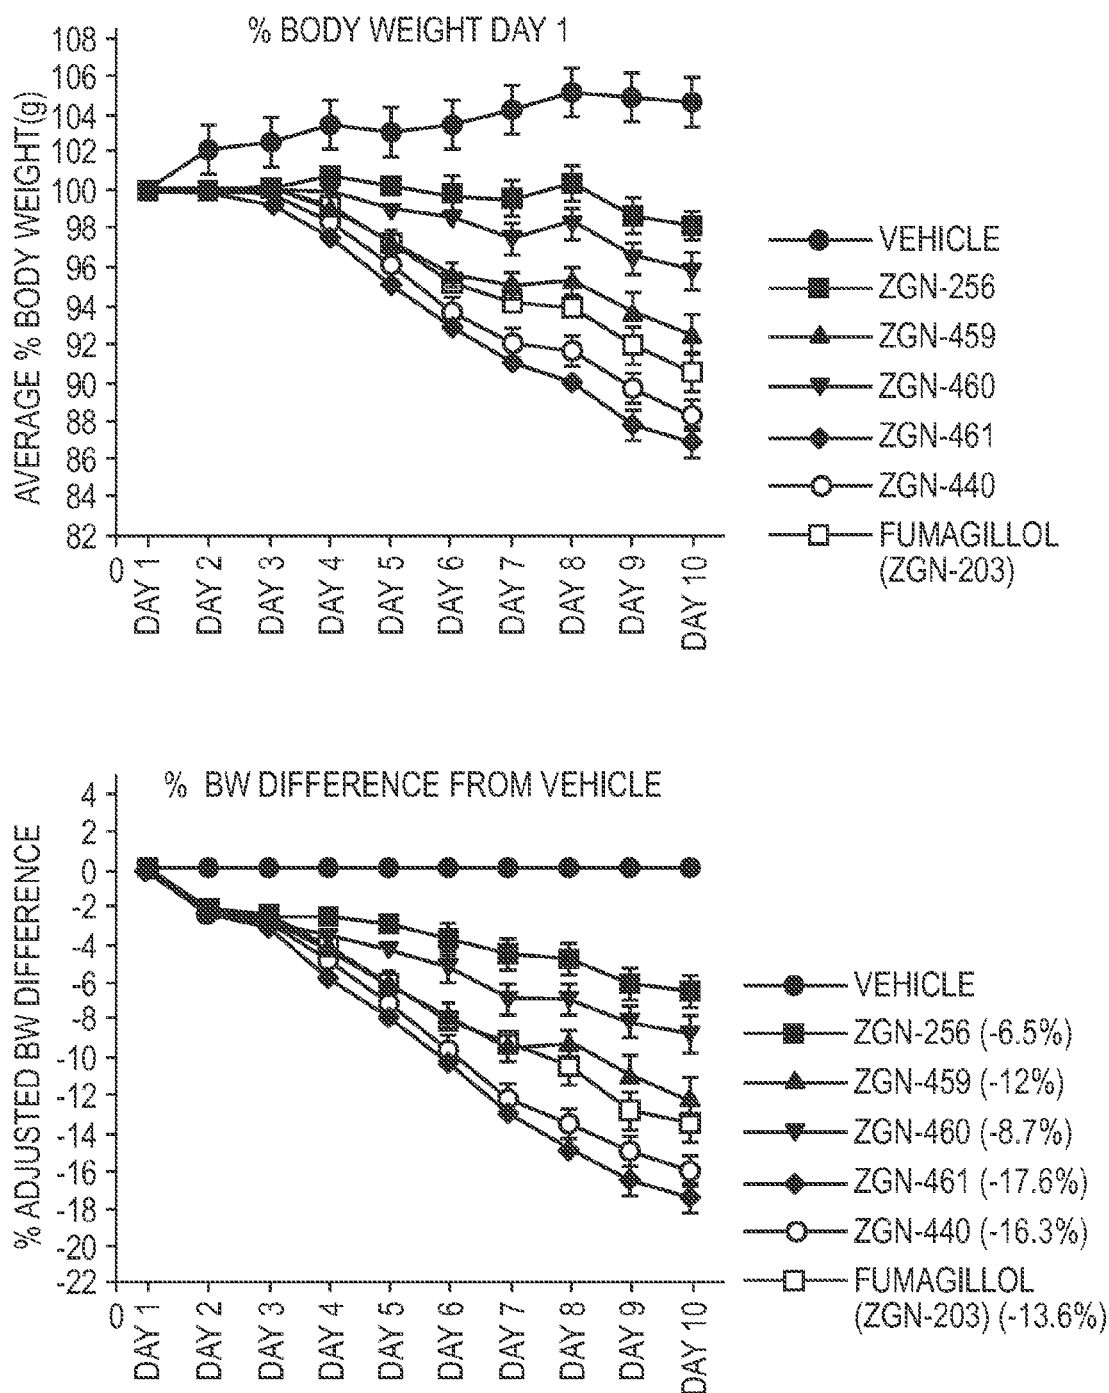 % BODY WEIGHT DAY 1
AVERAGE % BODY WEIGHT(g)
108
106
104
102
100
98
96
94
92
90
88
86
84
82
0
DAY 1
DAY 2
DAY 3
DAY 4
DAY 5
DAY 6
DAY 7
DAY 8
DAY 9
DAY 10
VEHICLE
ZGN-256
ZGN-459
ZGN-460
ZGN-461
ZGN-440
FUMAGILLOL
(ZGN-203)
% BW DIFFERENCE FROM VEHICLE
% ADJUSTED BW DIFFERENCE
4
2
0
-2
-4
-6
-8
-10
-12
-14
-16
-18
-20
-22
0
DAY 1
DAY 2
DAY 3
DAY 4
DAY 5
DAY 6
DAY 7
DAY 8
DAY 9
DAY 10
VEHICLE
ZGN-256 (-6.5%)
ZGN-459 (-12%)
ZGN-460 (-8.7%)
ZGN-461 (-17.6%)
ZGN-440 (-16.3%)
FUMAGILLOL
(ZGN-203) (-13.6%)